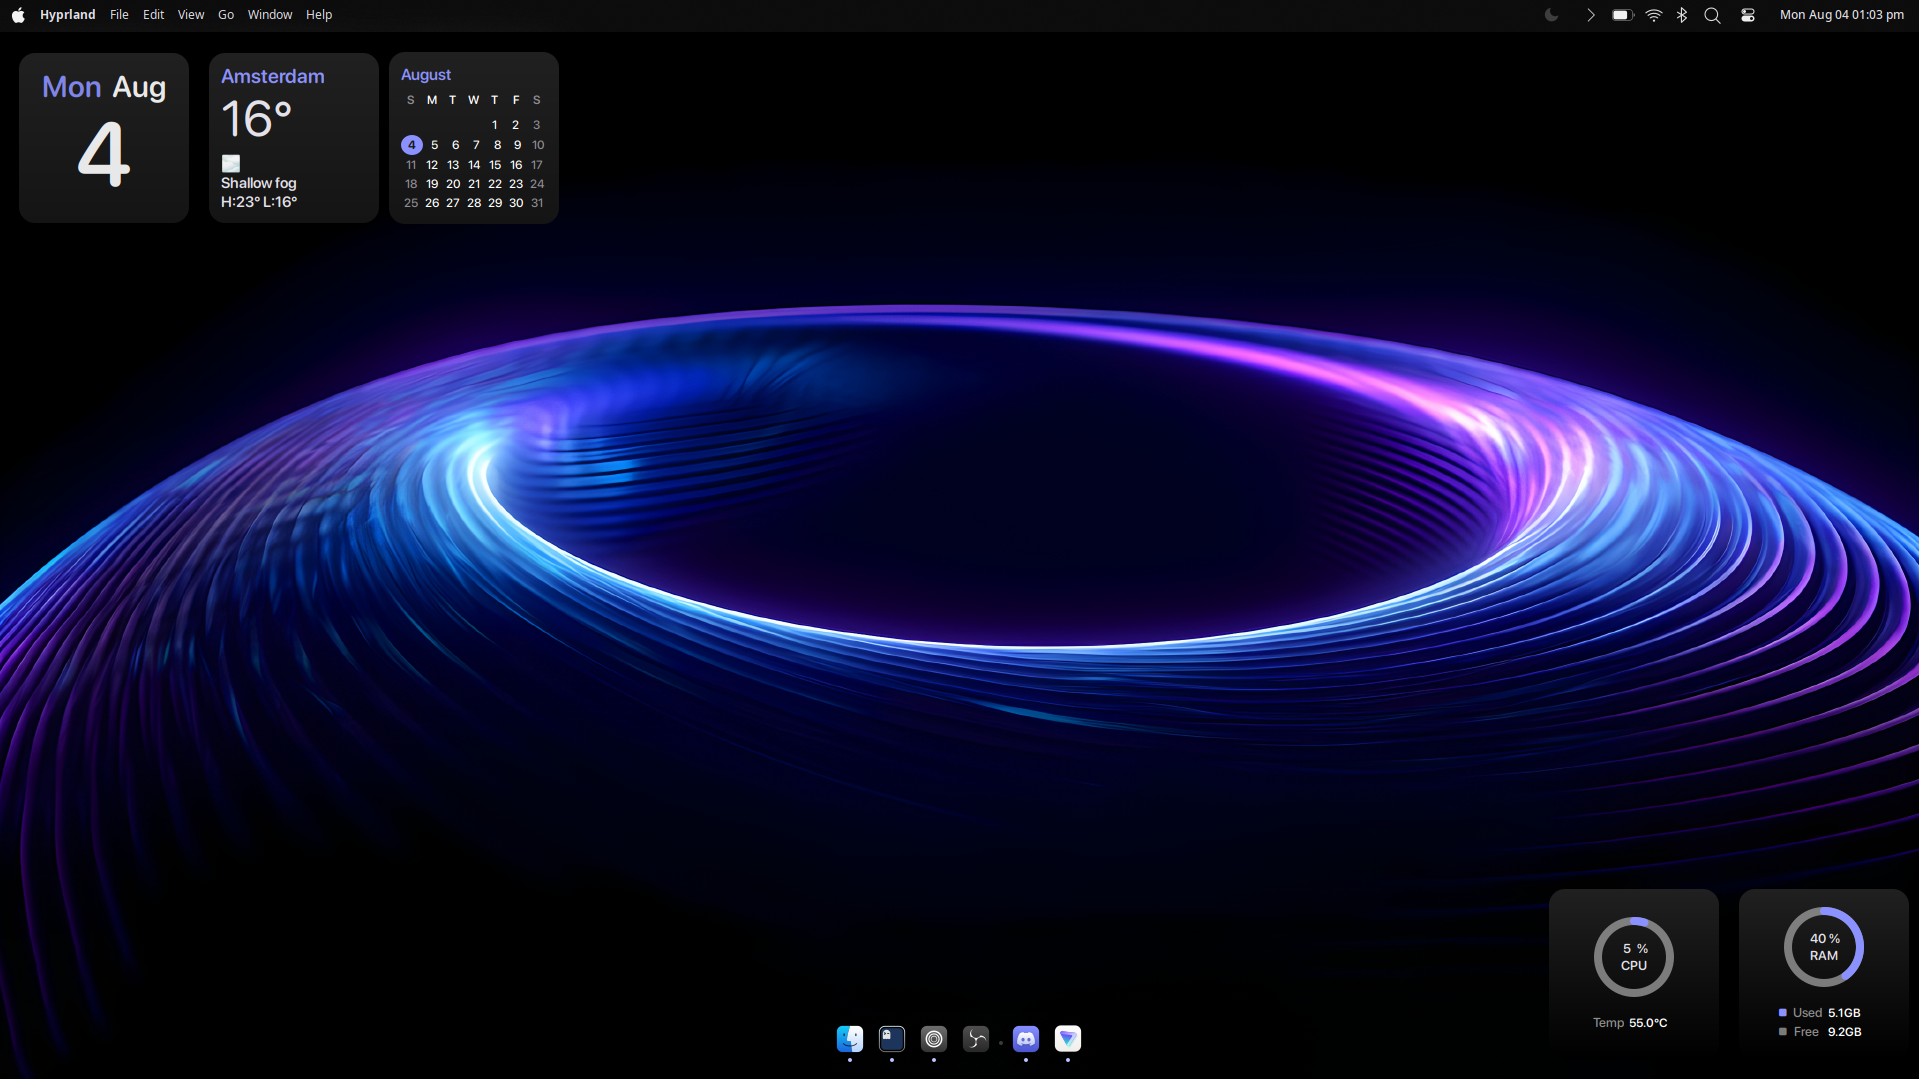 Hyprland File Edit View Go Window Help
Mon Aug 04 01:03 pm
Mon Aug
4
Amsterdam
16°
Shallow fog
H:23° L:16°
August
S M T W T F S
1 2 3
4 5 6 7 8 9 10
11 12 13 14 15 16 17
18 19 20 21 22 23 24
25 26 27 28 29 30 31
5 %
CPU
Temp 55.0°C
40%
RAM
Used 5.1GB
Free 9.2GB